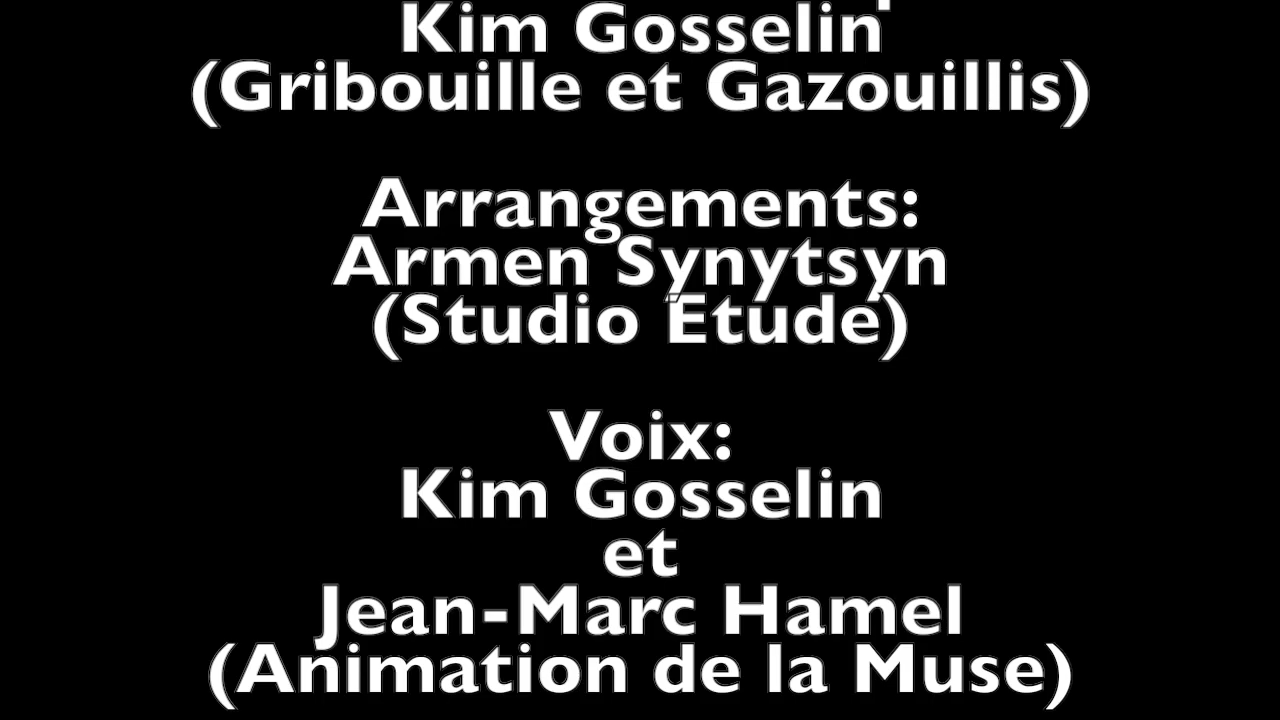 Kim Gosselin
(Gribouille et Gazouillis)
Arrangements:
Armen Synytsyn
(Studio Etude)
Voix:
Kim Gosselin
et
Jean-Marc Hamel
(Animation de la Muse)